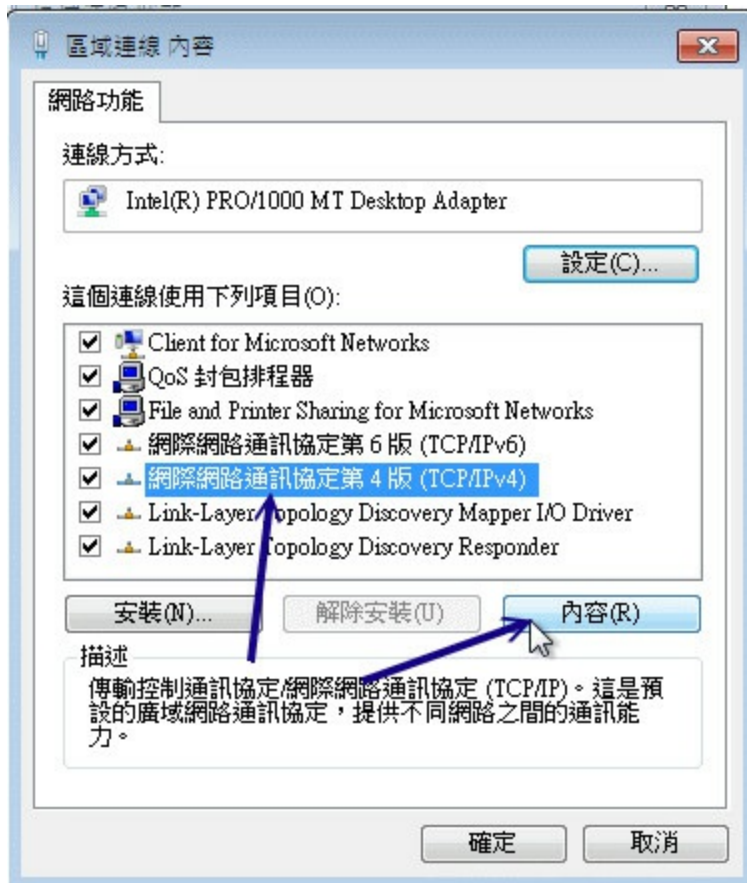 區域連線 內容
網路功能
連線方式:
Intel(R) PRO/1000 MT Desktop Adapter
設定(C)...
這個連線使用下列項目(O):
Client for Microsoft Networks
QoS 封包排程器
File and Printer Sharing for Microsoft Networks
網際網路通訊協定第 6 版 (TCP/IPv6)
網際網路通訊協定第 4 版 (TCP/IPv4)
Link-Layer Topology Discovery Mapper I/O Driver
Link-Layer Topology Discovery Responder
安裝(N)...
解除安裝(U)
內容(R)
描述
傳輸控制通訊協定/網際網路通訊協定 (TCP/IP)。這是預
設的廣域網路通訊協定，提供不同網路之間的通訊能
力。
確定
取消